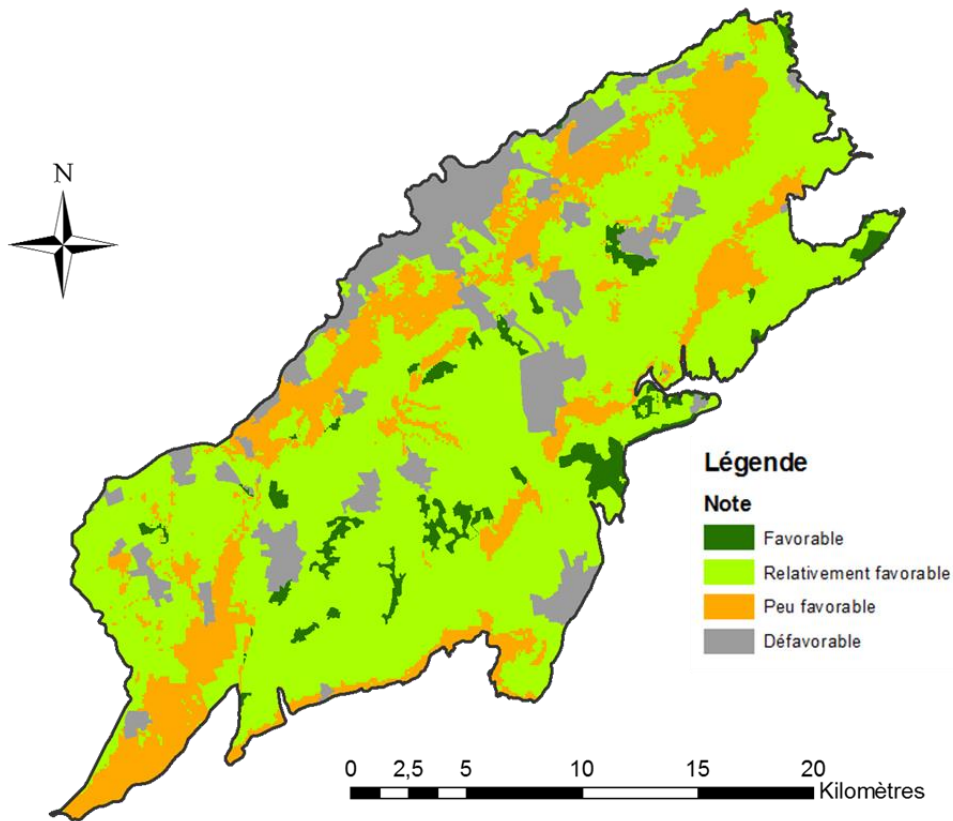 N
Légende
Note
Favorable
Relativement favorable
Peu favorable
Défavorable
0 2,5 5 10 15 20
Kilomètres